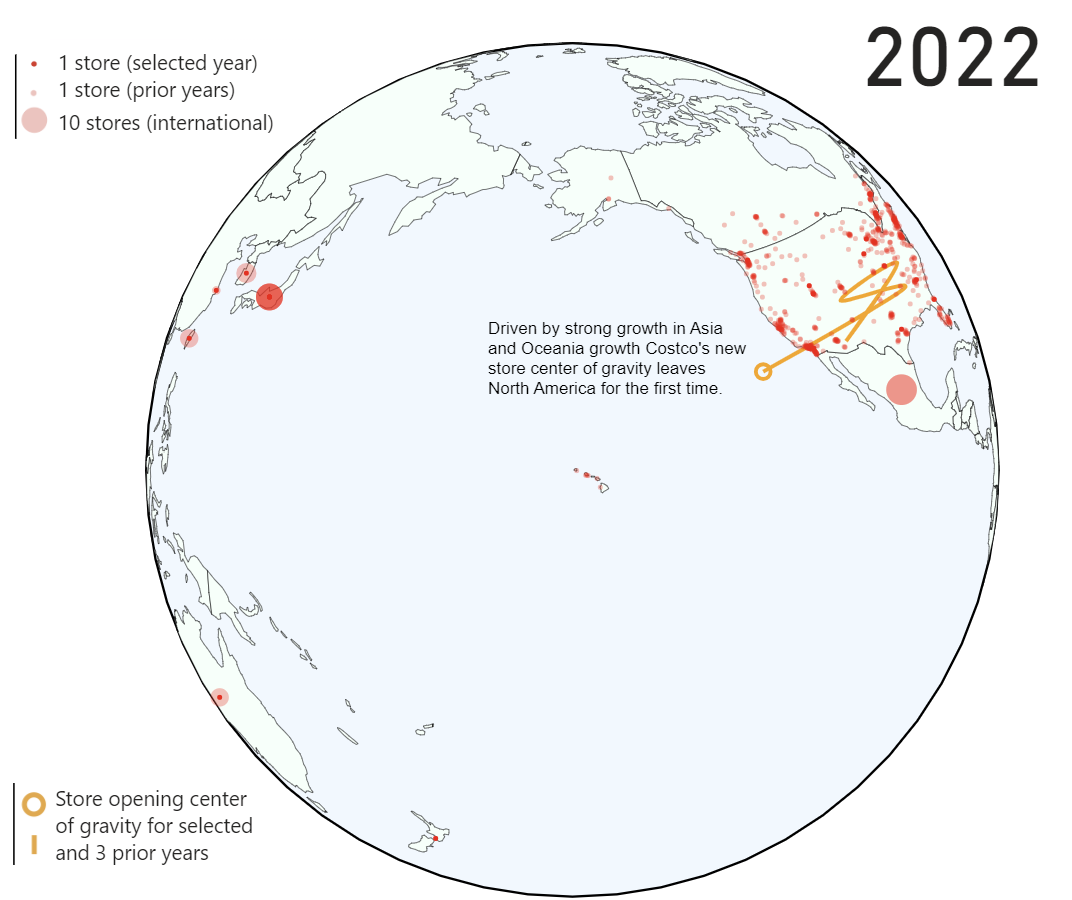 2022
1 store (selected year)
1 store (prior years)
10 stores (international)
Driven by strong growth in Asia
and Oceania growth Costco's new
store center of gravity leaves
North America for the first time.
Store opening center
of gravity for selected
and 3 prior years